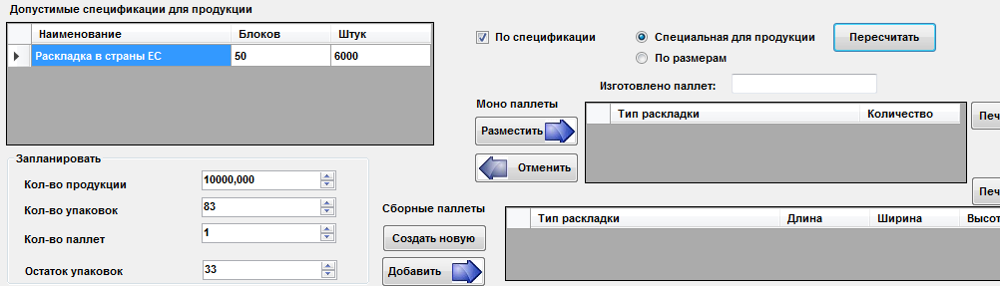 Допустимые спецификации для продукции
Наименование Блоков Штук
Раскладка в страны ЕС 50 6000
По спецификации
Специальная для продукции
По размерам
Пересчитать
Изготовлено паллет:
Моно паллеты
Разместить
Отменить
Тип раскладки Количество
Запланировать
Кол-во продукции 10000,000
Кол-во упаковок 83
Кол-во паллет 1
Остаток упаковок 33
Сборные паллеты
Создать новую
Добавить
Тип раскладки Длина Ширина Высот
Печ
Печ